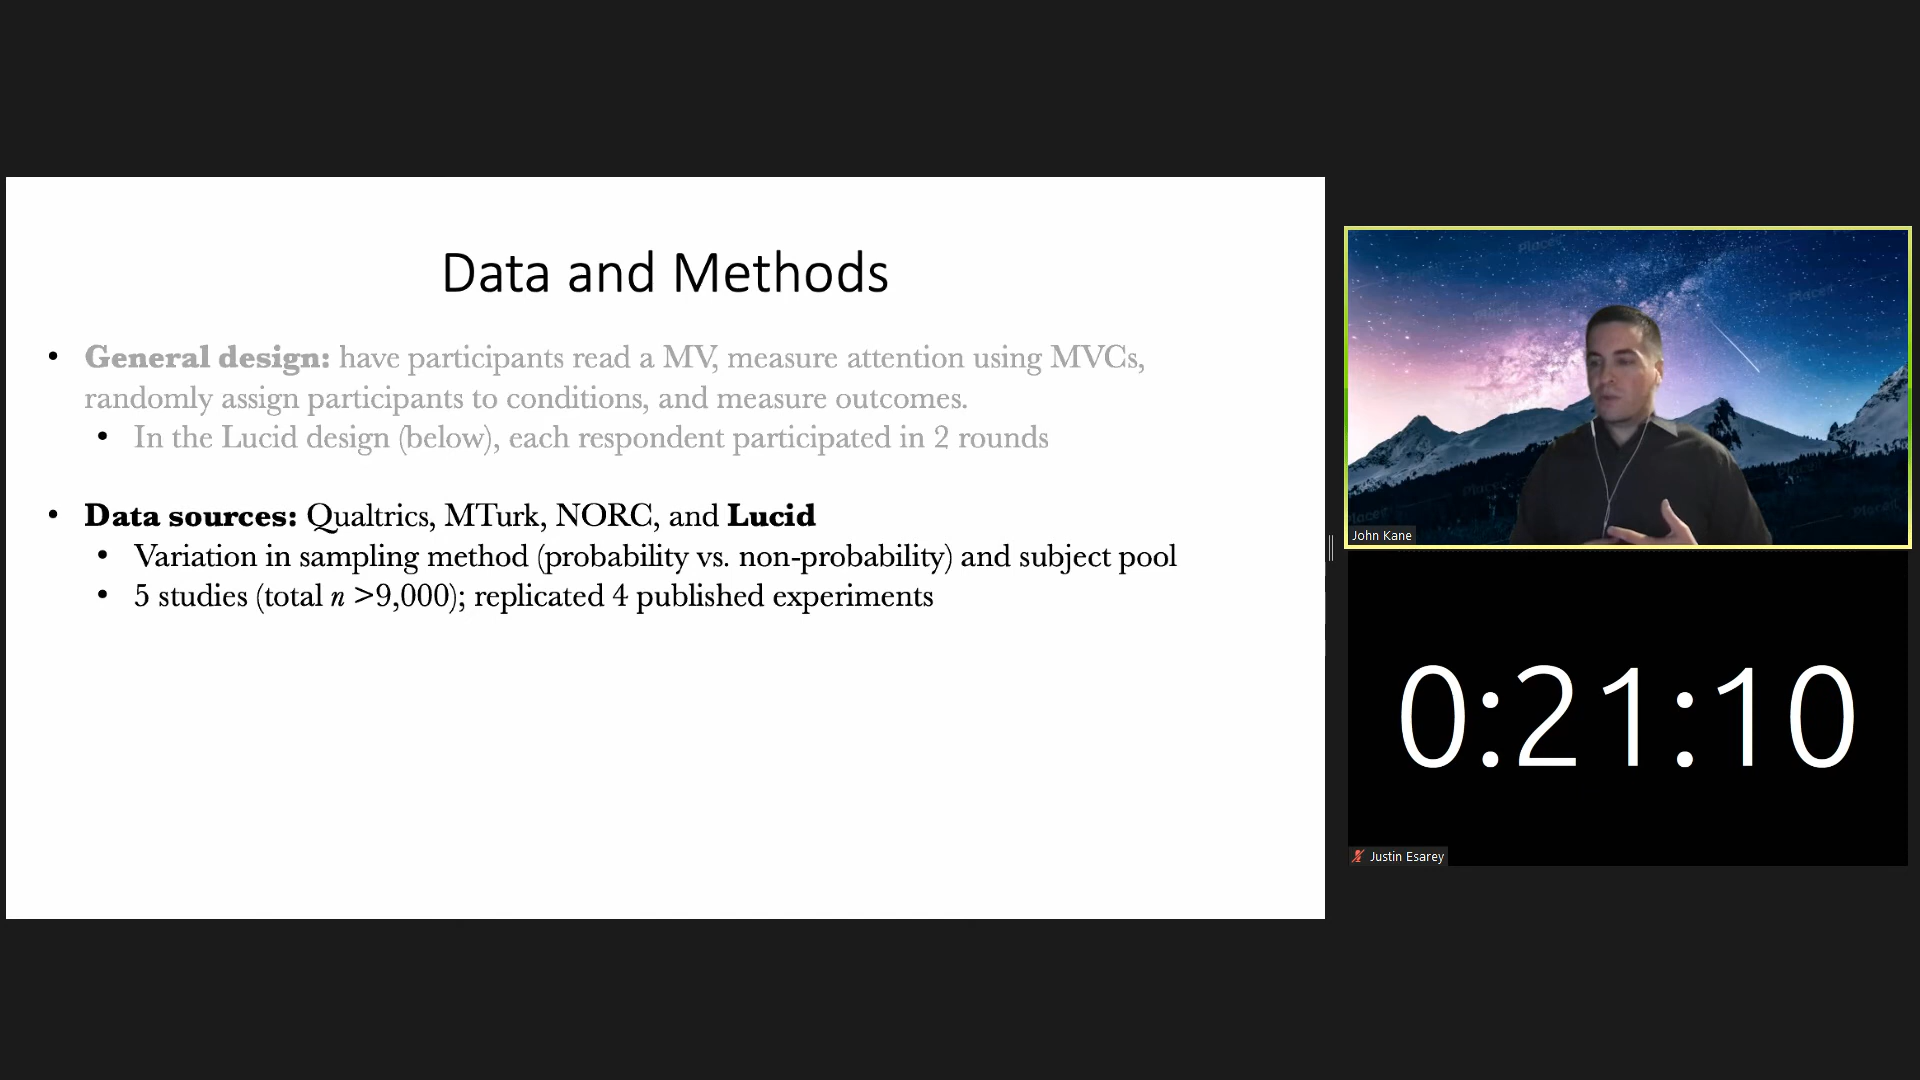 Data and Methods
• General design: have participants read a MV, measure attention using MVCs,
randomly assign participants to conditions, and measure outcomes.
• In the Lucid design (below), each respondent participated in 2 rounds
• Data sources: Qualtrics, MTurk, NORC, and Lucid
• Variation in sampling method (probability vs. non-probability) and subject pool
• 5 studies (total n >9,000); replicated 4 published experiments
John Kane
0:21:10
Justin Esarey